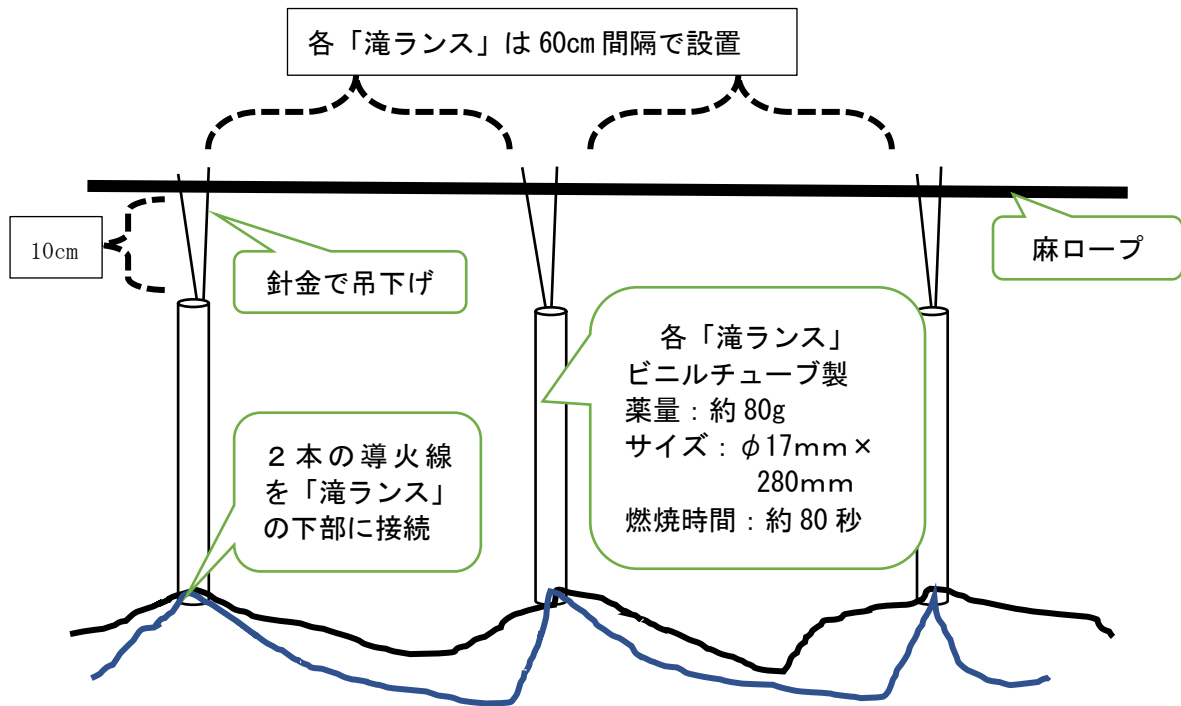 各「滝ランス」は 60cm 間隔で設置
10cm
針金で吊下げ
麻ロープ
各「滝ランス」
ビニルチューブ製
薬量：約 80g
サイズ：φ17mm×
280mm
燃焼時間：約 80 秒
２本の導火線
を「滝ランス」
の下部に接続